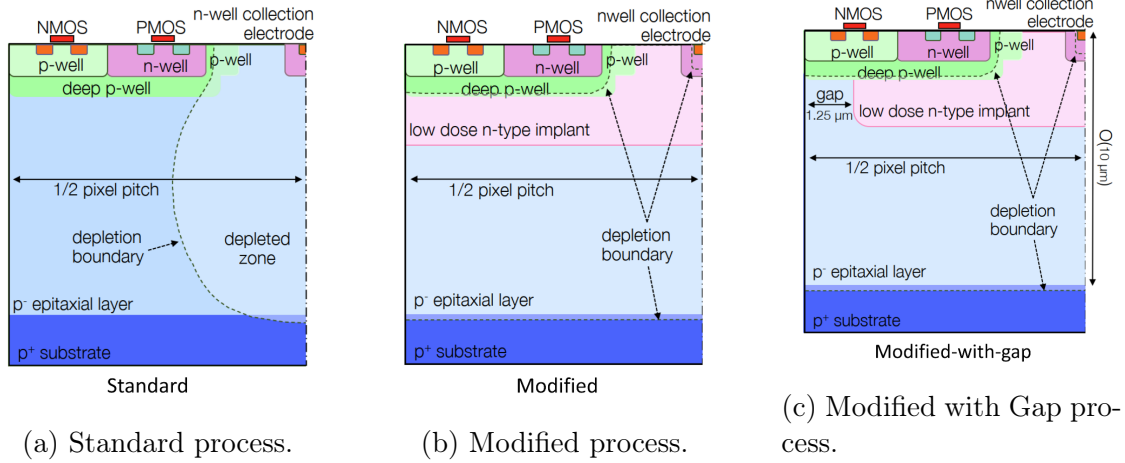 NMOS
PMOS
nwell collection
electrode
p-well
n-well
p-well
deep p-well
1/2 pixel pitch
depletion
boundary
depleted
zone
p⁻ epitaxial layer
p⁺ substrate
Standard
(a) Standard process.
NMOS
PMOS
nwell collection
electrode
p-well
n-well
p-well
deep p-well
low dose n-type implant
1/2 pixel pitch
depletion
boundary
p⁻ epitaxial layer
p⁺ substrate
Modified
(b) Modified process.
NMOS
PMOS
nwell collection
electrode
p-well
n-well
p-well
deep p-well
gap
1.25 μm
low dose n-type implant
O(10 μm)
1/2 pixel pitch
depletion
boundary
p⁻ epitaxial layer
p⁺ substrate
Modified-with-gap
(c) Modified with Gap pro-
cess.